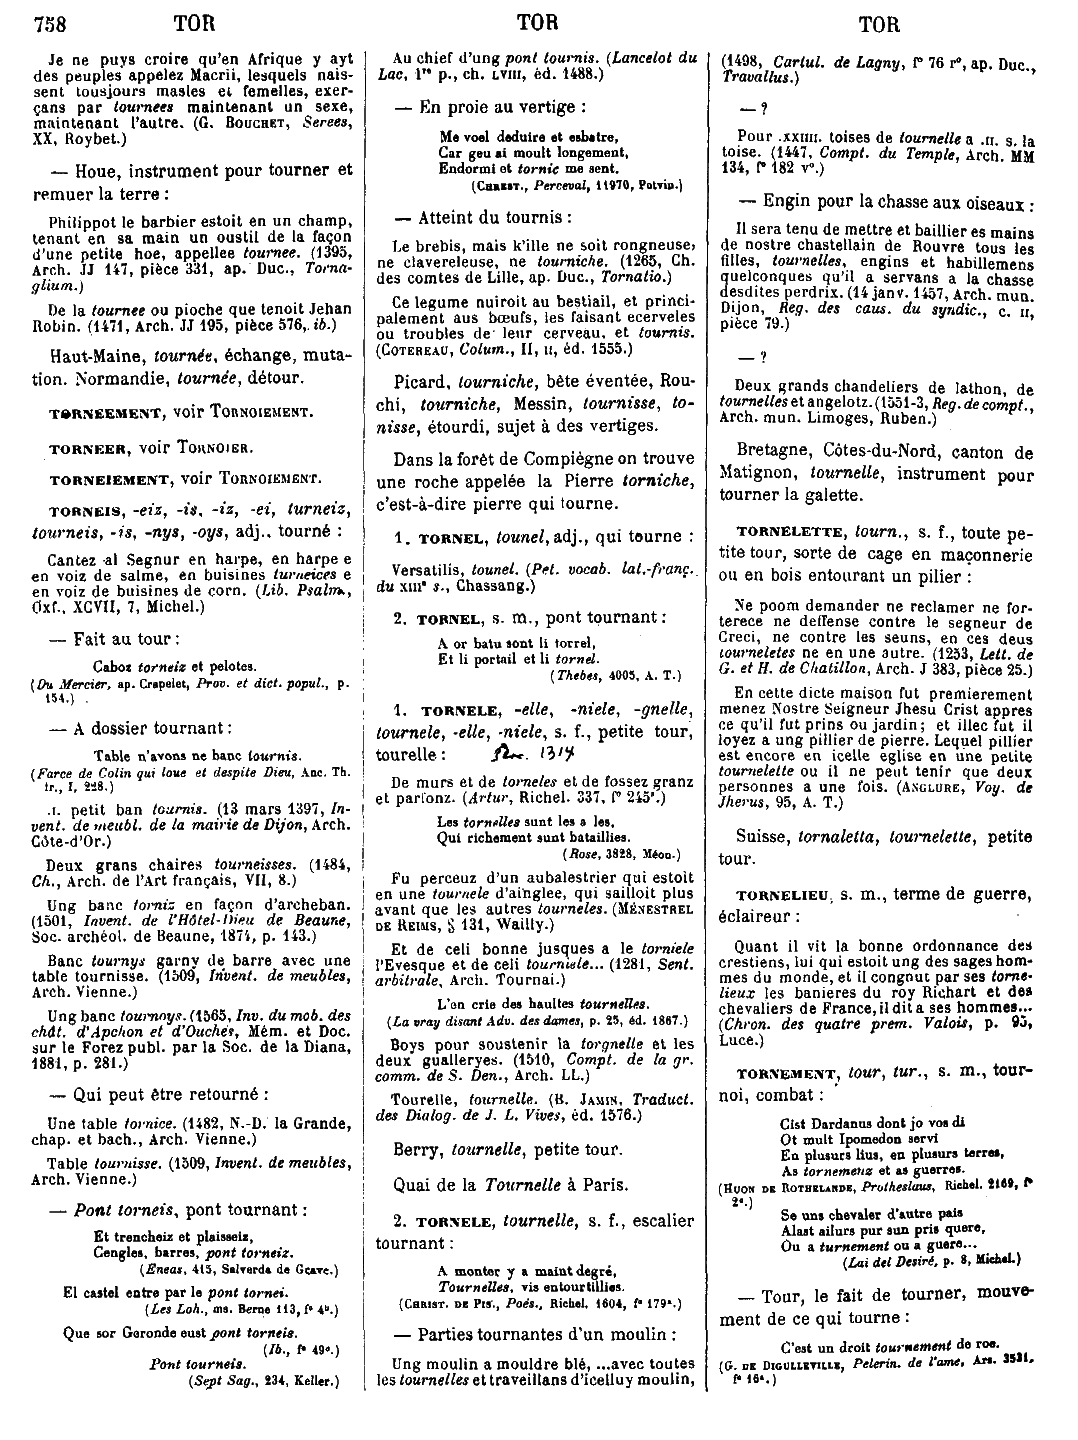 758 TOR TOR TOR
Je ne puys croire qu'en Afrique y ayt
des peuples appelez Macrii, lesquels nais-
sent tousjours masles et femelles, exer-
çans par tournees maintenant un sexe,
maintenant l'autre. (G. BOUCHET, Serees,
XX, Roybet.)
— Houe, instrument pour tourner et
remuer la terre :
Philippot le barbier estoit en un champ,
tenant en sa main un oustil de la façon
d'une petite hoe, appellee tournee. (1395,
Arch. JJ 147, pièce 331, ap. Duc., Torna-
glium.)
De la tournee ou pioche que tenoit Jehan
Robin. (1471, Arch. JJ 195, pièce 576, ib.)
Haut-Maine, tournée, échange, muta-
tion. Normandie, tournée, détour.
TORNEEMENT, voir TORNOIEMENT.
TORNEER, voir TORNOIER.
TORNEIEMENT, voir TORNOIEMENT.
TORNEIS, -eiz, -is, -iz, -ei, turneiz,
tourneis, -is, -nys, -oys, adj., tourné :
Cantez al Segnur en harpe, en harpe e
en voiz de salme, en buisines turneices e
en voiz de buisines de corn. (Lib. Psalm.,
Oxf., XCVII, 7, Michel.)
— Fait au tour :
Caboz torneiz et pelotes.
(Du Mercier, ap. Crapelet, Prov. et dict. popul., p.
154.)
— A dossier tournant :
Table n'avons ne banc tournis.
(Farce de Colin qui loue et despite Dieu, Anc. Th.
fr., I, 228.)
.I. petit ban tournis. (13 mars 1397, In-
vent. de meubl. de la mairie de Dijon, Arch.
Côte-d'Or.)
Deux grans chaires tourneisses. (1484,
Ch., Arch. de l'Art français, VII, 8.)
Ung banc torniz en façon d'archeban.
(1501, Invent. de l'Hôtel-Dieu de Beaune,
Soc. archéol. de Beaune, 1874, p. 143.)
Banc tournys garny de barre avec une
table tournisse. (1509, Invent. de meubles,
Arch. Vienne.)
Ung banc tournoys. (1565, Inv. du mob. des
chât. d'Apchon et d'Ouches, Mém. et Doc.
sur le Forez publ. par la Soc. de la Diana,
1881, p. 281.)
— Qui peut être retourné :
Une table tornice. (1482, N.-D. la Grande,
chap. et bach., Arch. Vienne.)
Table tournisse. (1509, Invent. de meubles,
Arch. Vienne.)
— Pont torneis, pont tournant :
Et trencheiz et plaisseiz,
Cengles, barres, pont torneiz.
(Eneas, 415, Salverda de Grave.)
El castel entre par le pont tornei.
(Les Loh., ms. Berne 113, fº 4b.)
Que sor Geronde eust pont torneis.
(Ib., fº 49e.)
Pont tourneis.
(Sept Sag., 234, Keller.)
Au chief d'ung pont tournis. (Lancelot du
Lac, 1re p., ch. LVIII, éd. 1488.)
— En proie au vertige :
Me voel deduire et esbatre,
Car geu ai moult longement,
Endormi et tornic me sent.
(CHREST., Perceval, 11970, Potvin.)
— Atteint du tournis :
Le brebis, mais k'ille ne soit rongneuse,
ne clavereleuse, ne tourniche. (1265, Ch.
des comtes de Lille, ap. Duc., Tornatio.)
Ce legume nuiroit au bestiail, et princi-
palement aus bœufs, les faisant ecerveles
ou troubles de leur cerveau, et tournis.
(COTEREAU, Colum., II, II, éd. 1555.)
Picard, tourniche, bête éventée, Rou-
chi, tourniche, Messin, tournisse, to-
nisse, étourdi, sujet à des vertiges.
Dans la forêt de Compiègne on trouve
une roche appelée la Pierre torniche,
c'est-à-dire pierre qui tourne.
1. TORNEL, tounel, adj., qui tourne :
Versatilis, tounel. (Pet. vocab. lat.-franç.
du XIIIe s., Chassang.)
2. TORNEL, s. m., pont tournant :
A or batu sont li torrel,
Et li portail et li tornel.
(Thebes, 4005, A. T.)
1. TORNELE, -elle, -niele, -gnelle,
tournele, -elle, -niele, s. f., petite tour,
tourelle : 1314
De murs et de torneles et de fossez granz
et parfonz. (Artur, Richel. 337, fº 245c.)
Les tornelles sunt les a les,
Qui richement sunt bataillies.
(Rose, 3828, Méon.)
Fu perceuz d'un aubalestrier qui estoit
en une tournele d'ainglee, qui sailloit plus
avant que les autres tourneles. (MÉNESTREL
DE REIMS, § 131, Wailly.)
Et de celi bonne jusques a le torniele
l'Evesque et de celi tourniele... (1281, Sent.
arbitrale, Arch. Tournai.)
L'en crie des haultes tournelles.
(La vray disant Adv. des dames, p. 25, éd. 1867.)
Boys pour soustenir la torgnelle et les
deux gualleryes. (1510, Compt. de la gr.
comm. de S. Den., Arch. LL.)
Tourelle, tournelle. (B. JAMIN, Traduct.
des Dialog. de J. L. Vives, éd. 1576.)
Berry, tournelle, petite tour.
Quai de la Tournelle à Paris.
2. TORNELE, tournelle, s. f., escalier
tournant :
A monter y a maint degré,
Tournelles, vis entourtillies.
(CHRIST. DE PIS., Poés., Richel. 1604, fº 179a.)
— Parties tournantes d'un moulin :
Ung moulin a mouldre blé, ...avec toutes
les tournelles et traveillans d'icelluy moulin,
(1498, Cartul. de Lagny, fº 76 rº, ap. Duc.,
Travallus.)
— ?
Pour .XXIIII. toises de tournelle a .II. s. la
toise. (1447, Compt. du Temple, Arch. MM
134, fº 182 vº.)
— Engin pour la chasse aux oiseaux :
Il sera tenu de mettre et baillier es mains
de nostre chastellain de Rouvre tous les
filles, tournelles, engins et habillemens
quelconques qu'il a servans a la chasse
desdites perdrix. (14 janv. 1457, Arch. mun.
Dijon, Reg. des caus. du syndic., c. II,
pièce 79.)
— ?
Deux grands chandeliers de lathon, de
tournelles et angelotz. (1551-3, Reg. de compt.,
Arch. mun. Limoges, Ruben.)
Bretagne, Côtes-du-Nord, canton de
Matignon, tournelle, instrument pour
tourner la galette.
TORNELETTE, tourn., s. f., toute pe-
tite tour, sorte de cage en maçonnerie
ou en bois entourant un pilier :
Ne poom demander ne reclamer ne for-
terece ne deffense contre le segneur de
Creci, ne contre les seuns, en ces deus
tourneletes ne en une autre. (1253, Lett. de
G. et H. de Chatillon, Arch. J 383, pièce 25.)
En cette dicte maison fut premierement
menez Nostre Seigneur Jhesu Crist appres
ce qu'il fut prins ou jardin ; et illec fut il
loyez a ung pillier de pierre. Lequel pillier
est encore en icelle eglise en une petite
tournelette ou il ne peut tenir que deux
personnes a une fois. (ANGLURE, Voy. de
Jherus, 95, A. T.)
Suisse, tornaletta, tournelette, petite
tour.
TORNELIEU, s. m., terme de guerre,
éclaireur :
Quant il vit la bonne ordonnance des
crestiens, lui qui estoit ung des sages hom-
mes du monde, et il congnut par ses torne-
lieux les banieres du roy Richart et des
chevaliers de France, il dit a ses hommes...
(Chron. des quatre prem. Valois, p. 95,
Luce.)
TORNEMENT, tour, tur., s. m., tour-
noi, combat :
Cist Dardanus dont jo vos di
Ot mult Ipomedon servi
En plusurs lius, en plusurs terres,
As tornemenz et as guerres.
(HUON DE ROTHELANDE, Protheslaus, Richel. 2169, fº
2d.)
Se uns chevaler d'autre pais
Alast ailurs pur sun pris quere,
Ou a turnement ou a guere...
(Lai del Desiré, p. 8, Michel.)
— Tour, le fait de tourner, mouve-
ment de ce qui tourne :
C'est un droit tournement de roe.
(G. DE DIGULLEVILLE, Pelerin. de l'ame, Ars. 3531,
fº 16a.)